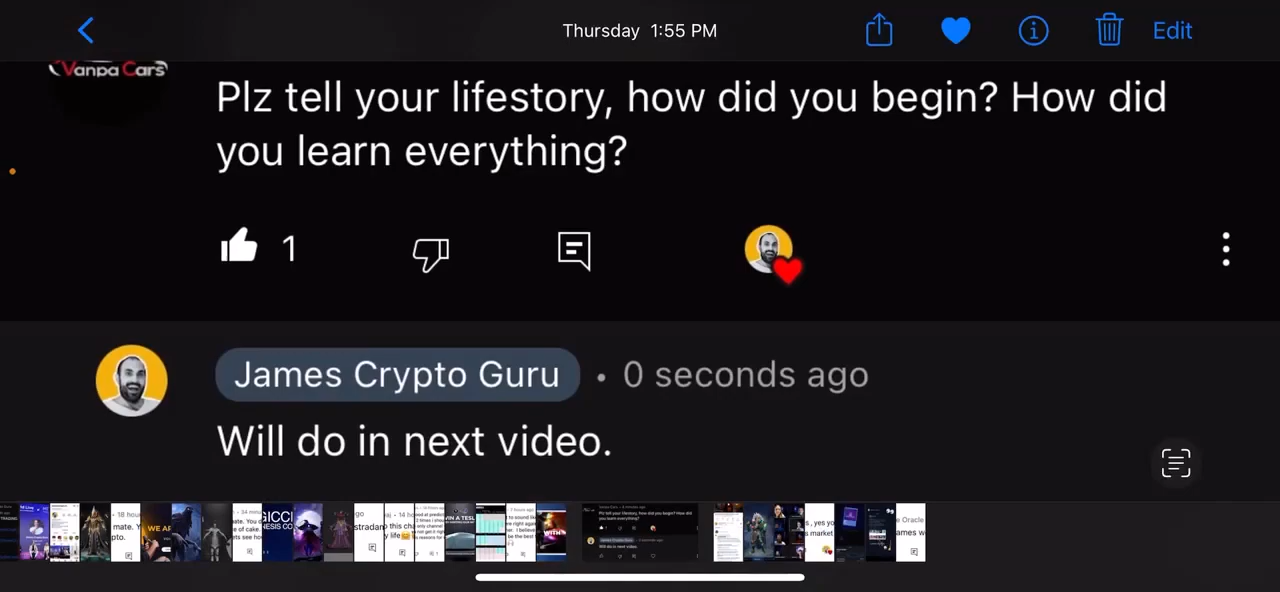 Thursday 1:55 PM
Edit
Vanpa Cars
Plz tell your lifestory, how did you begin? How did
you learn everything?
1
James Crypto Guru • 0 seconds ago
Will do in next video.